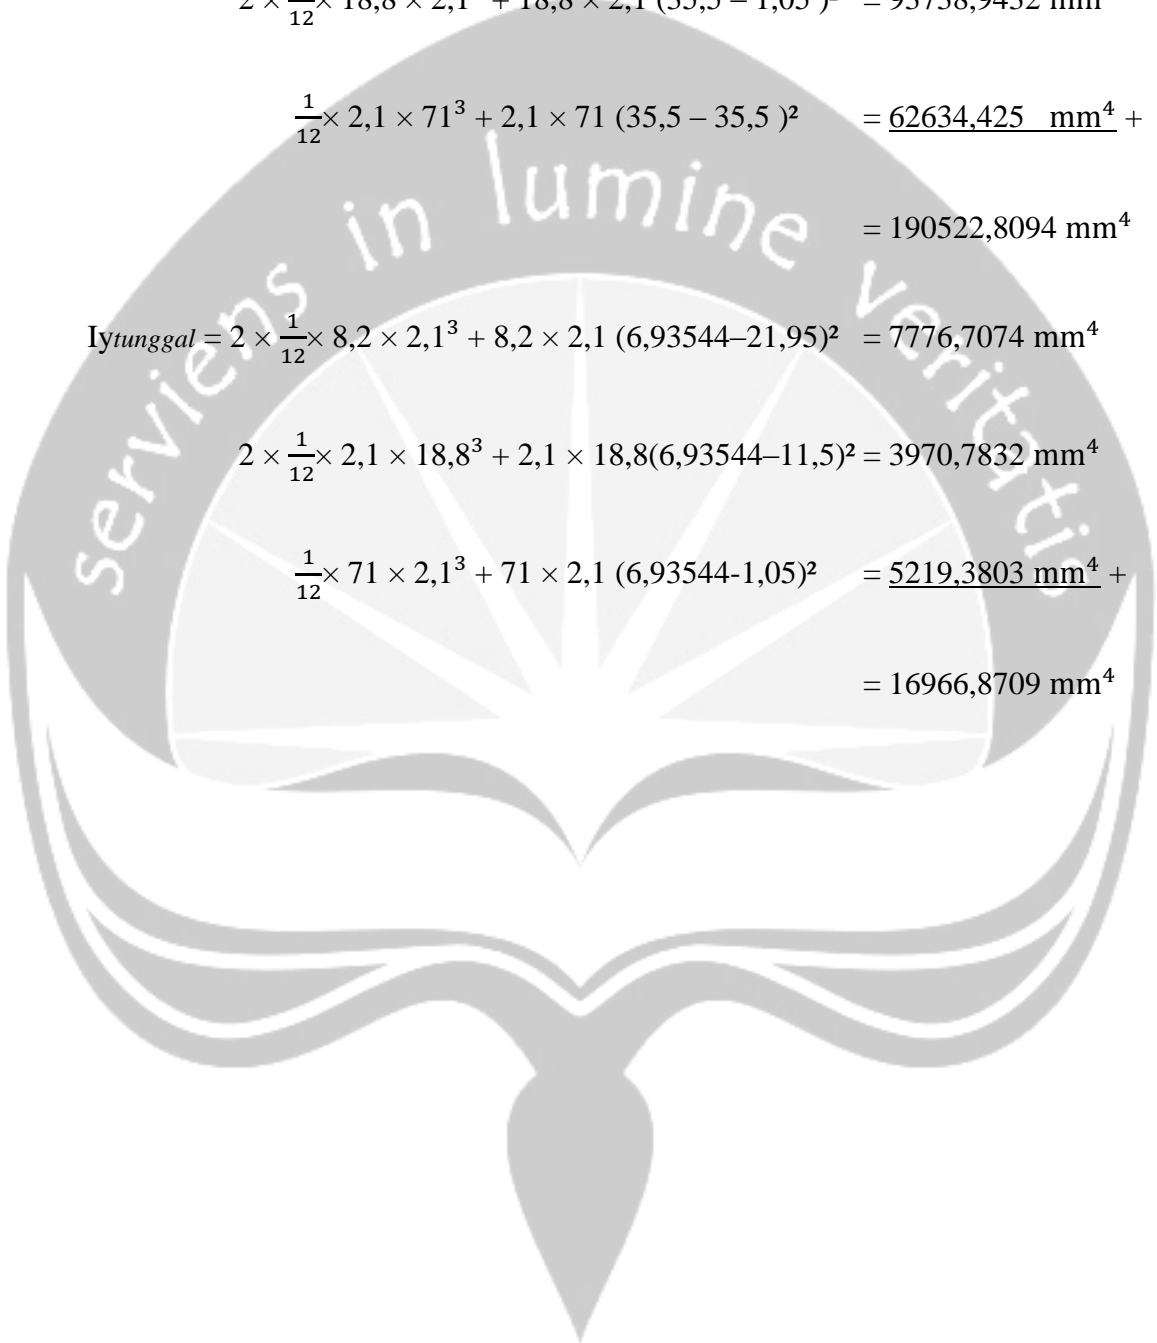 2 × 1/12 × 18,8 × 2,1³ + 18,8 × 2,1 (35,5 – 1,05 )² = 93738,9432 mm⁴
1/12 × 2,1 × 71³ + 2,1 × 71 (35,5 – 35,5 )² = 62634,425 mm⁴ +
= 190522,8094 mm⁴
Iytunggal = 2 × 1/12 × 8,2 × 2,1³ + 8,2 × 2,1 (6,93544–21,95)² = 7776,7074 mm⁴
2 × 1/12 × 2,1 × 18,8³ + 2,1 × 18,8(6,93544–11,5)² = 3970,7832 mm⁴
1/12 × 71 × 2,1³ + 71 × 2,1 (6,93544-1,05)² = 5219,3803 mm⁴ +
= 16966,8709 mm⁴
serviens in lumine veritatis